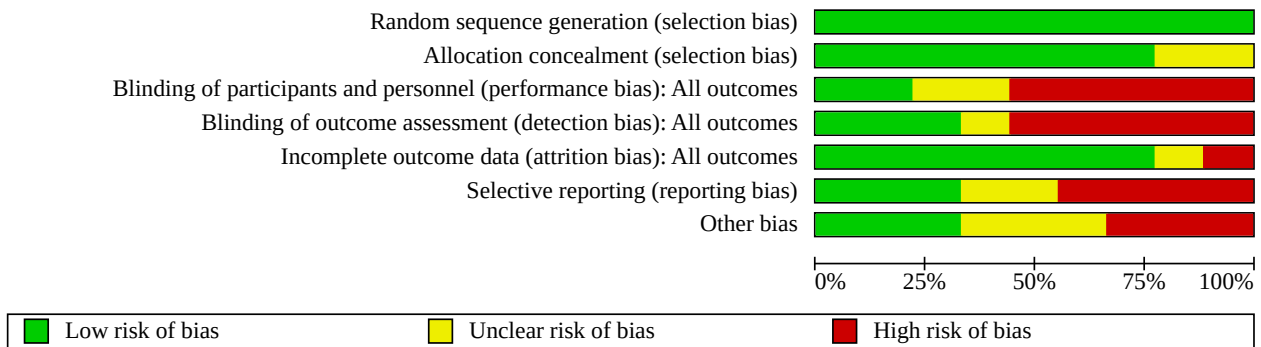 Random sequence generation (selection bias)
Allocation concealment (selection bias)
Blinding of participants and personnel (performance bias): All outcomes
Blinding of outcome assessment (detection bias): All outcomes
Incomplete outcome data (attrition bias): All outcomes
Selective reporting (reporting bias)
Other bias
0% 25% 50% 75% 100%
Low risk of bias Unclear risk of bias High risk of bias